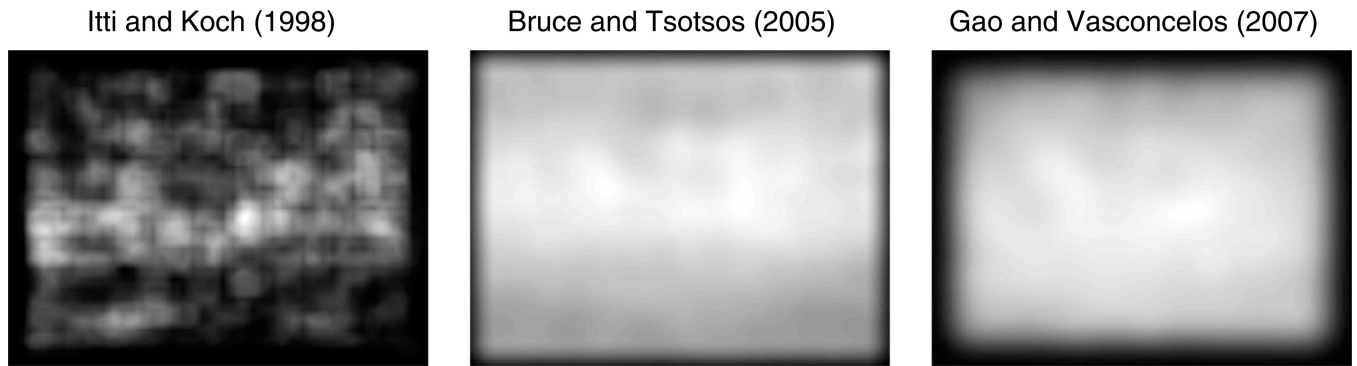 Itti and Koch (1998)
Bruce and Tsotsos (2005)
Gao and Vasconcelos (2007)